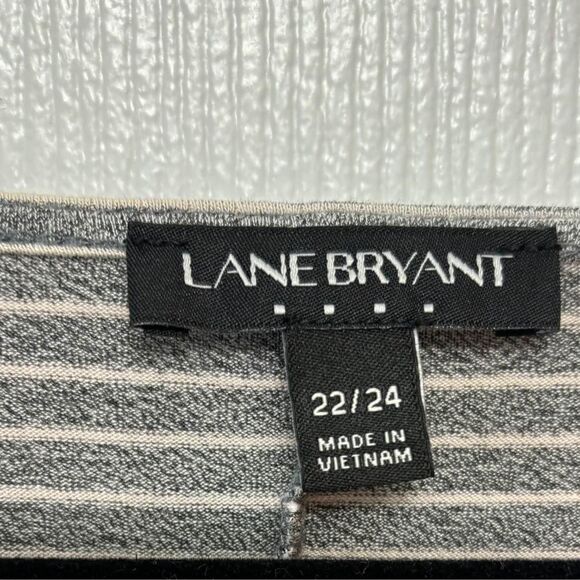 LANE BRYANT
22/24
MADE IN
VIETNAM